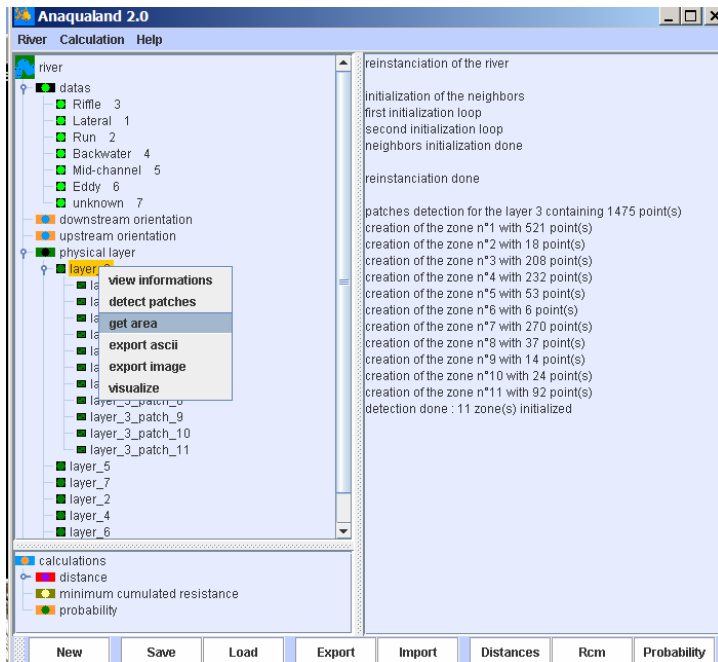 Anaqualand 2.0
River Calculation Help
river
datas
Riffle 3
Lateral 1
Run 2
Backwater 4
Mid-channel 5
Eddy 6
unknown 7
downstream orientation
upstream orientation
physical layer
view informations
detect patches
get area
export ascii
export image
visualize
layer_3_patch_9
layer_3_patch_10
layer_3_patch_11
layer_5
layer_7
layer_2
layer_4
layer_6
calculations
distance
minimum cumulated resistance
probability
reinstanciation of the river
initialization of the neighbors
first initialization loop
second initialization loop
neighbors initialization done
reinstanciation done
patches detection for the layer 3 containing 1475 point(s)
creation of the zone n°1 with 521 point(s)
creation of the zone n°2 with 18 point(s)
creation of the zone n°3 with 208 point(s)
creation of the zone n°4 with 232 point(s)
creation of the zone n°5 with 53 point(s)
creation of the zone n°6 with 6 point(s)
creation of the zone n°7 with 270 point(s)
creation of the zone n°8 with 37 point(s)
creation of the zone n°9 with 14 point(s)
creation of the zone n°10 with 24 point(s)
creation of the zone n°11 with 92 point(s)
detection done : 11 zone(s) initialized
New Save Load Export Import Distances Rcm Probability